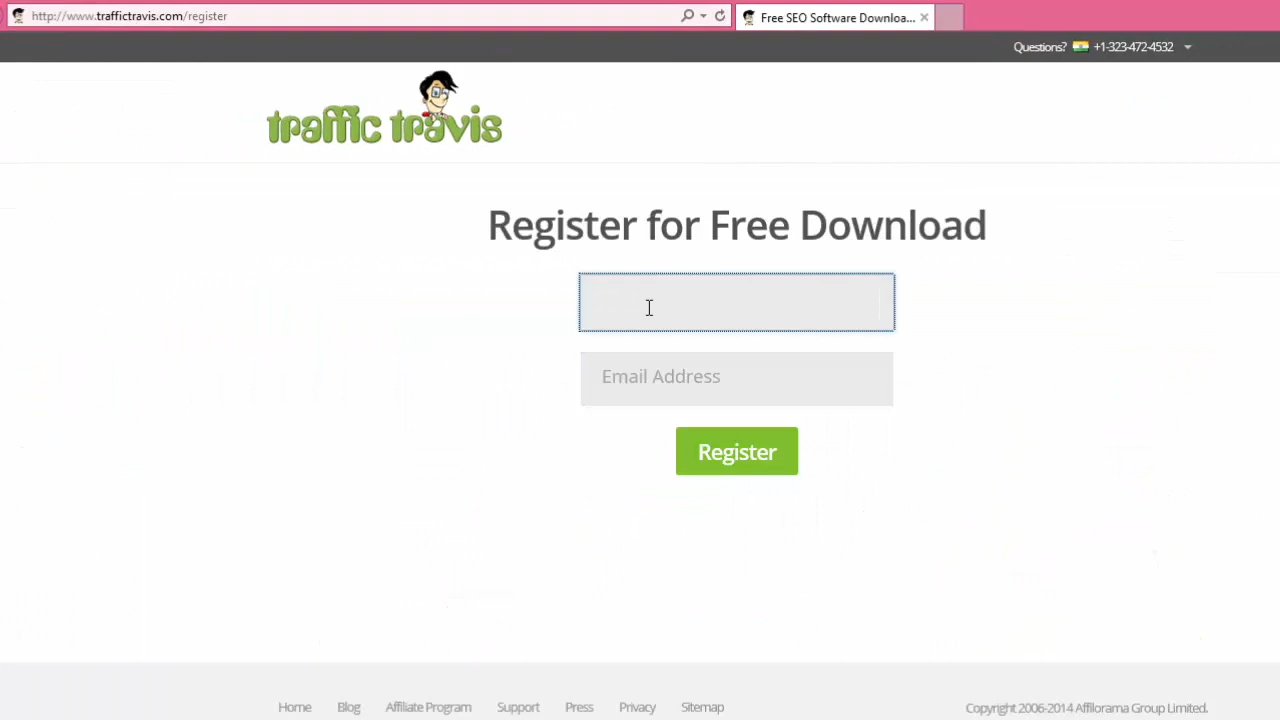 http://www.traffictravis.com/register
Free SEO Software Downloa...
Questions? +1-323-472-4532
traffic travis
Register for Free Download
Email Address
Register
Home Blog Affiliate Program Support Press Privacy Sitemap
Copyright 2006-2014 Affilorama Group Limited.